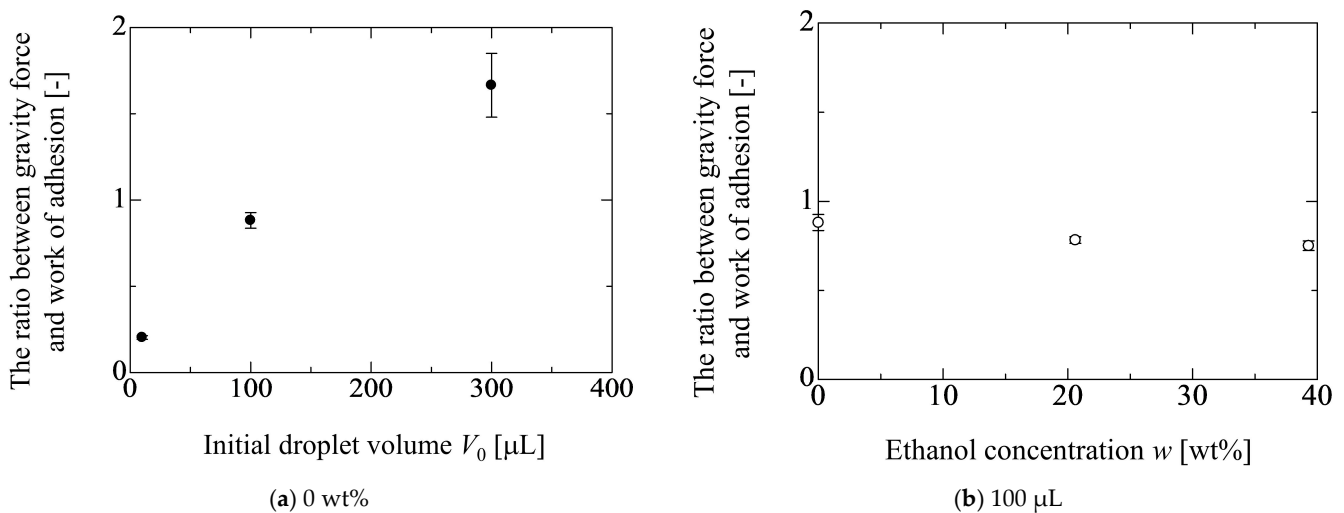 The ratio between gravity force
and work of adhesion [-]
2
1
0
0
100
200
300
400
Initial droplet volume V₀ [μL]
(a) 0 wt%
The ratio between gravity force
and work of adhesion [-]
2
1
0
0
10
20
30
40
Ethanol concentration w [wt%]
(b) 100 μL